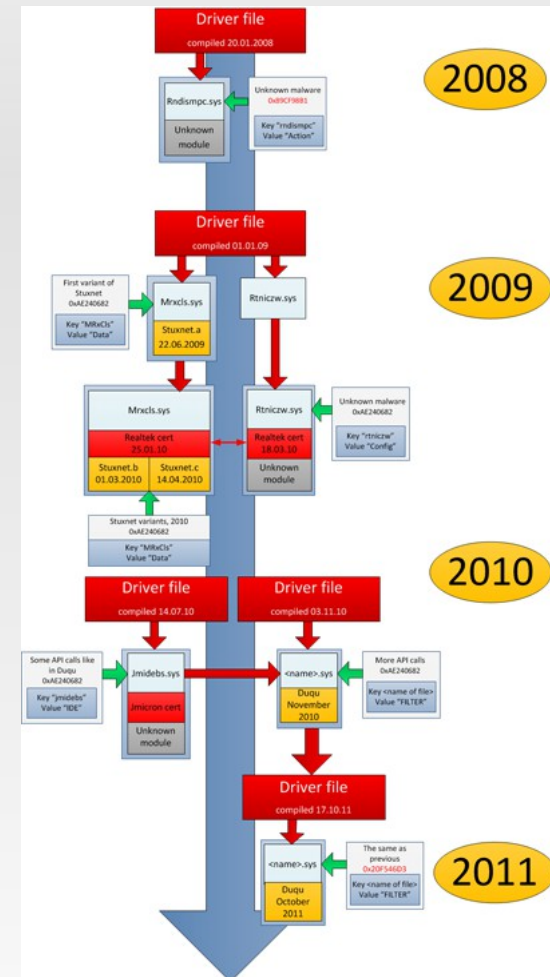 Driver file
compiled 20.01.2008
2008
Rndismpc.sys
Unknown
module
Unknown malware
0xB9CF98B1
Key "rndismpc"
Value "Action"
Driver file
compiled 01.01.09
2009
First variant of
Stuxnet
0xAE240682
Key "MRxCls"
Value "Data"
Mrxcls.sys
Stuxnet.a
22.06.2009
Rtniczw.sys
Mrxcls.sys
Realtek cert
25.01.10
Stuxnet.b
01.03.2010
Stuxnet.c
14.04.2010
Rtniczw.sys
Realtek cert
18.03.10
Unknown
module
Unknown malware
0xAE240682
Key "rtniczw"
Value "Config"
Stuxnet variants, 2010
0xAE240682
Key "MRxCls"
Value "Data"
2010
Driver file
compiled 14.07.10
Driver file
compiled 03.11.10
Some API calls like
in Duqu
0xAE240682
Key "jmidebs"
Value "IDE"
Jmidebs.sys
Jmicron cert
Unknown
module
<name>.sys
Duqu
November
2010
More API calls
0xAE240682
Key <name of file>
Value "FILTER"
Driver file
compiled 17.10.11
2011
<name>.sys
Duqu
October
2011
The same as
previous
0x20F546D3
Key <name of file>
Value "FILTER"